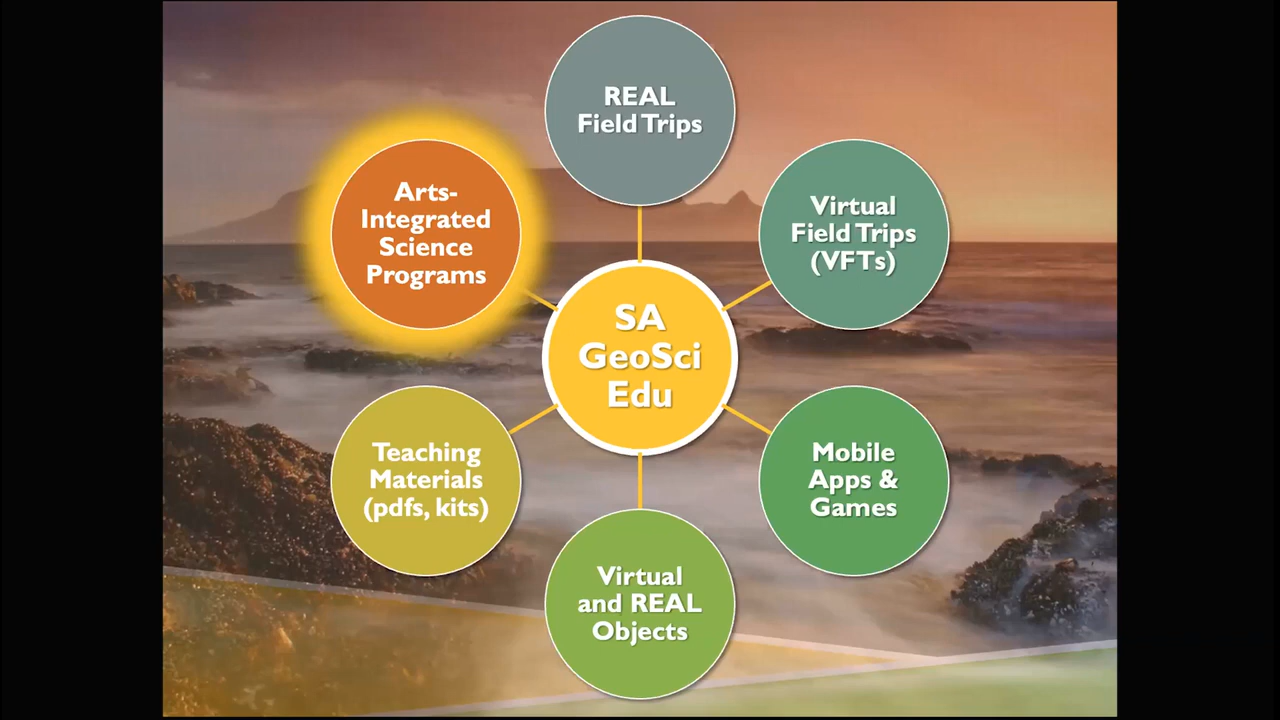 REAL
Field Trips
Arts-
Integrated
Science
Programs
Virtual
Field Trips
(VFTs)
SA
GeoSci
Edu
Teaching
Materials
(pdfs, kits)
Mobile
Apps &
Games
Virtual
and REAL
Objects